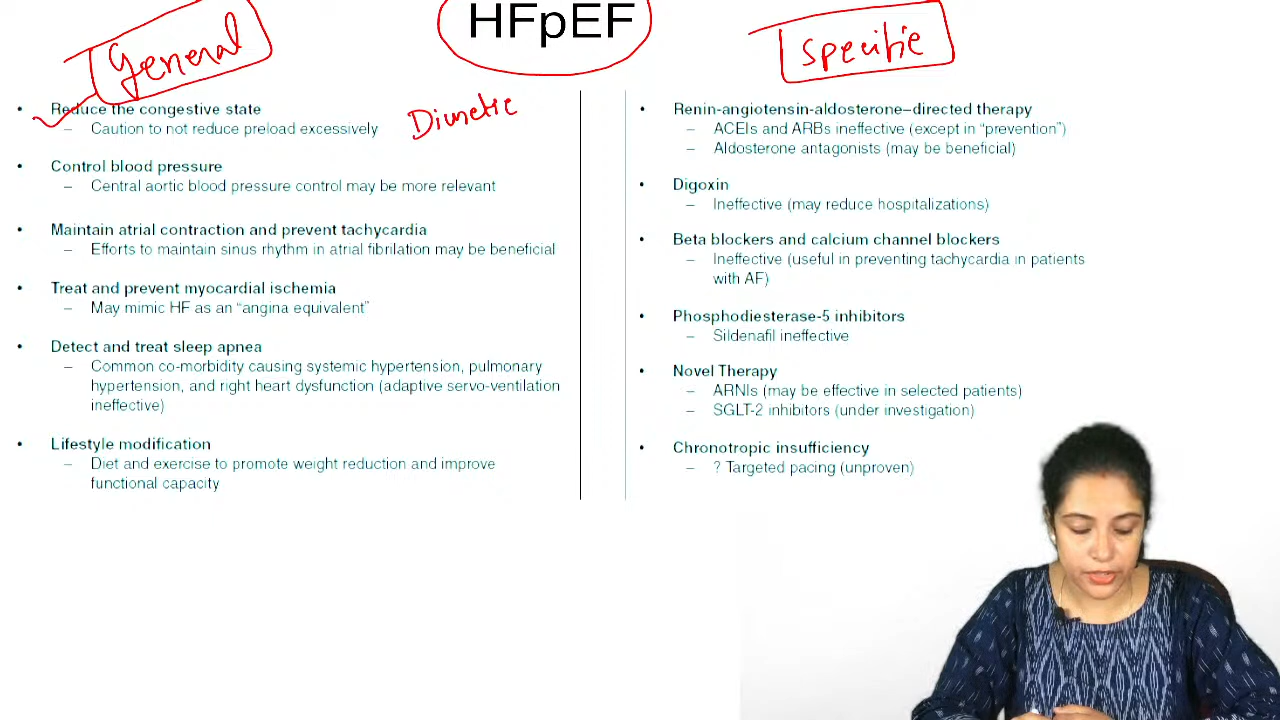 HFpEF
General
• Reduce the congestive state
– Caution to not reduce preload excessively
Diuretic
• Control blood pressure
– Central aortic blood pressure control may be more relevant
• Maintain atrial contraction and prevent tachycardia
– Efforts to maintain sinus rhythm in atrial fibrilation may be beneficial
• Treat and prevent myocardial ischemia
– May mimic HF as an “angina equivalent”
• Detect and treat sleep apnea
– Common co-morbidity causing systemic hypertension, pulmonary
hypertension, and right heart dysfunction (adaptive servo-ventilation
ineffective)
• Lifestyle modification
– Diet and exercise to promote weight reduction and improve
functional capacity
Specific
• Renin-angiotensin-aldosterone–directed therapy
– ACEIs and ARBs ineffective (except in “prevention”)
– Aldosterone antagonists (may be beneficial)
• Digoxin
– Ineffective (may reduce hospitalizations)
• Beta blockers and calcium channel blockers
– Ineffective (useful in preventing tachycardia in patients
with AF)
• Phosphodiesterase-5 inhibitors
– Sildenafil ineffective
• Novel Therapy
– ARNIs (may be effective in selected patients)
– SGLT-2 inhibitors (under investigation)
• Chronotropic insufficiency
– ? Targeted pacing (unproven)